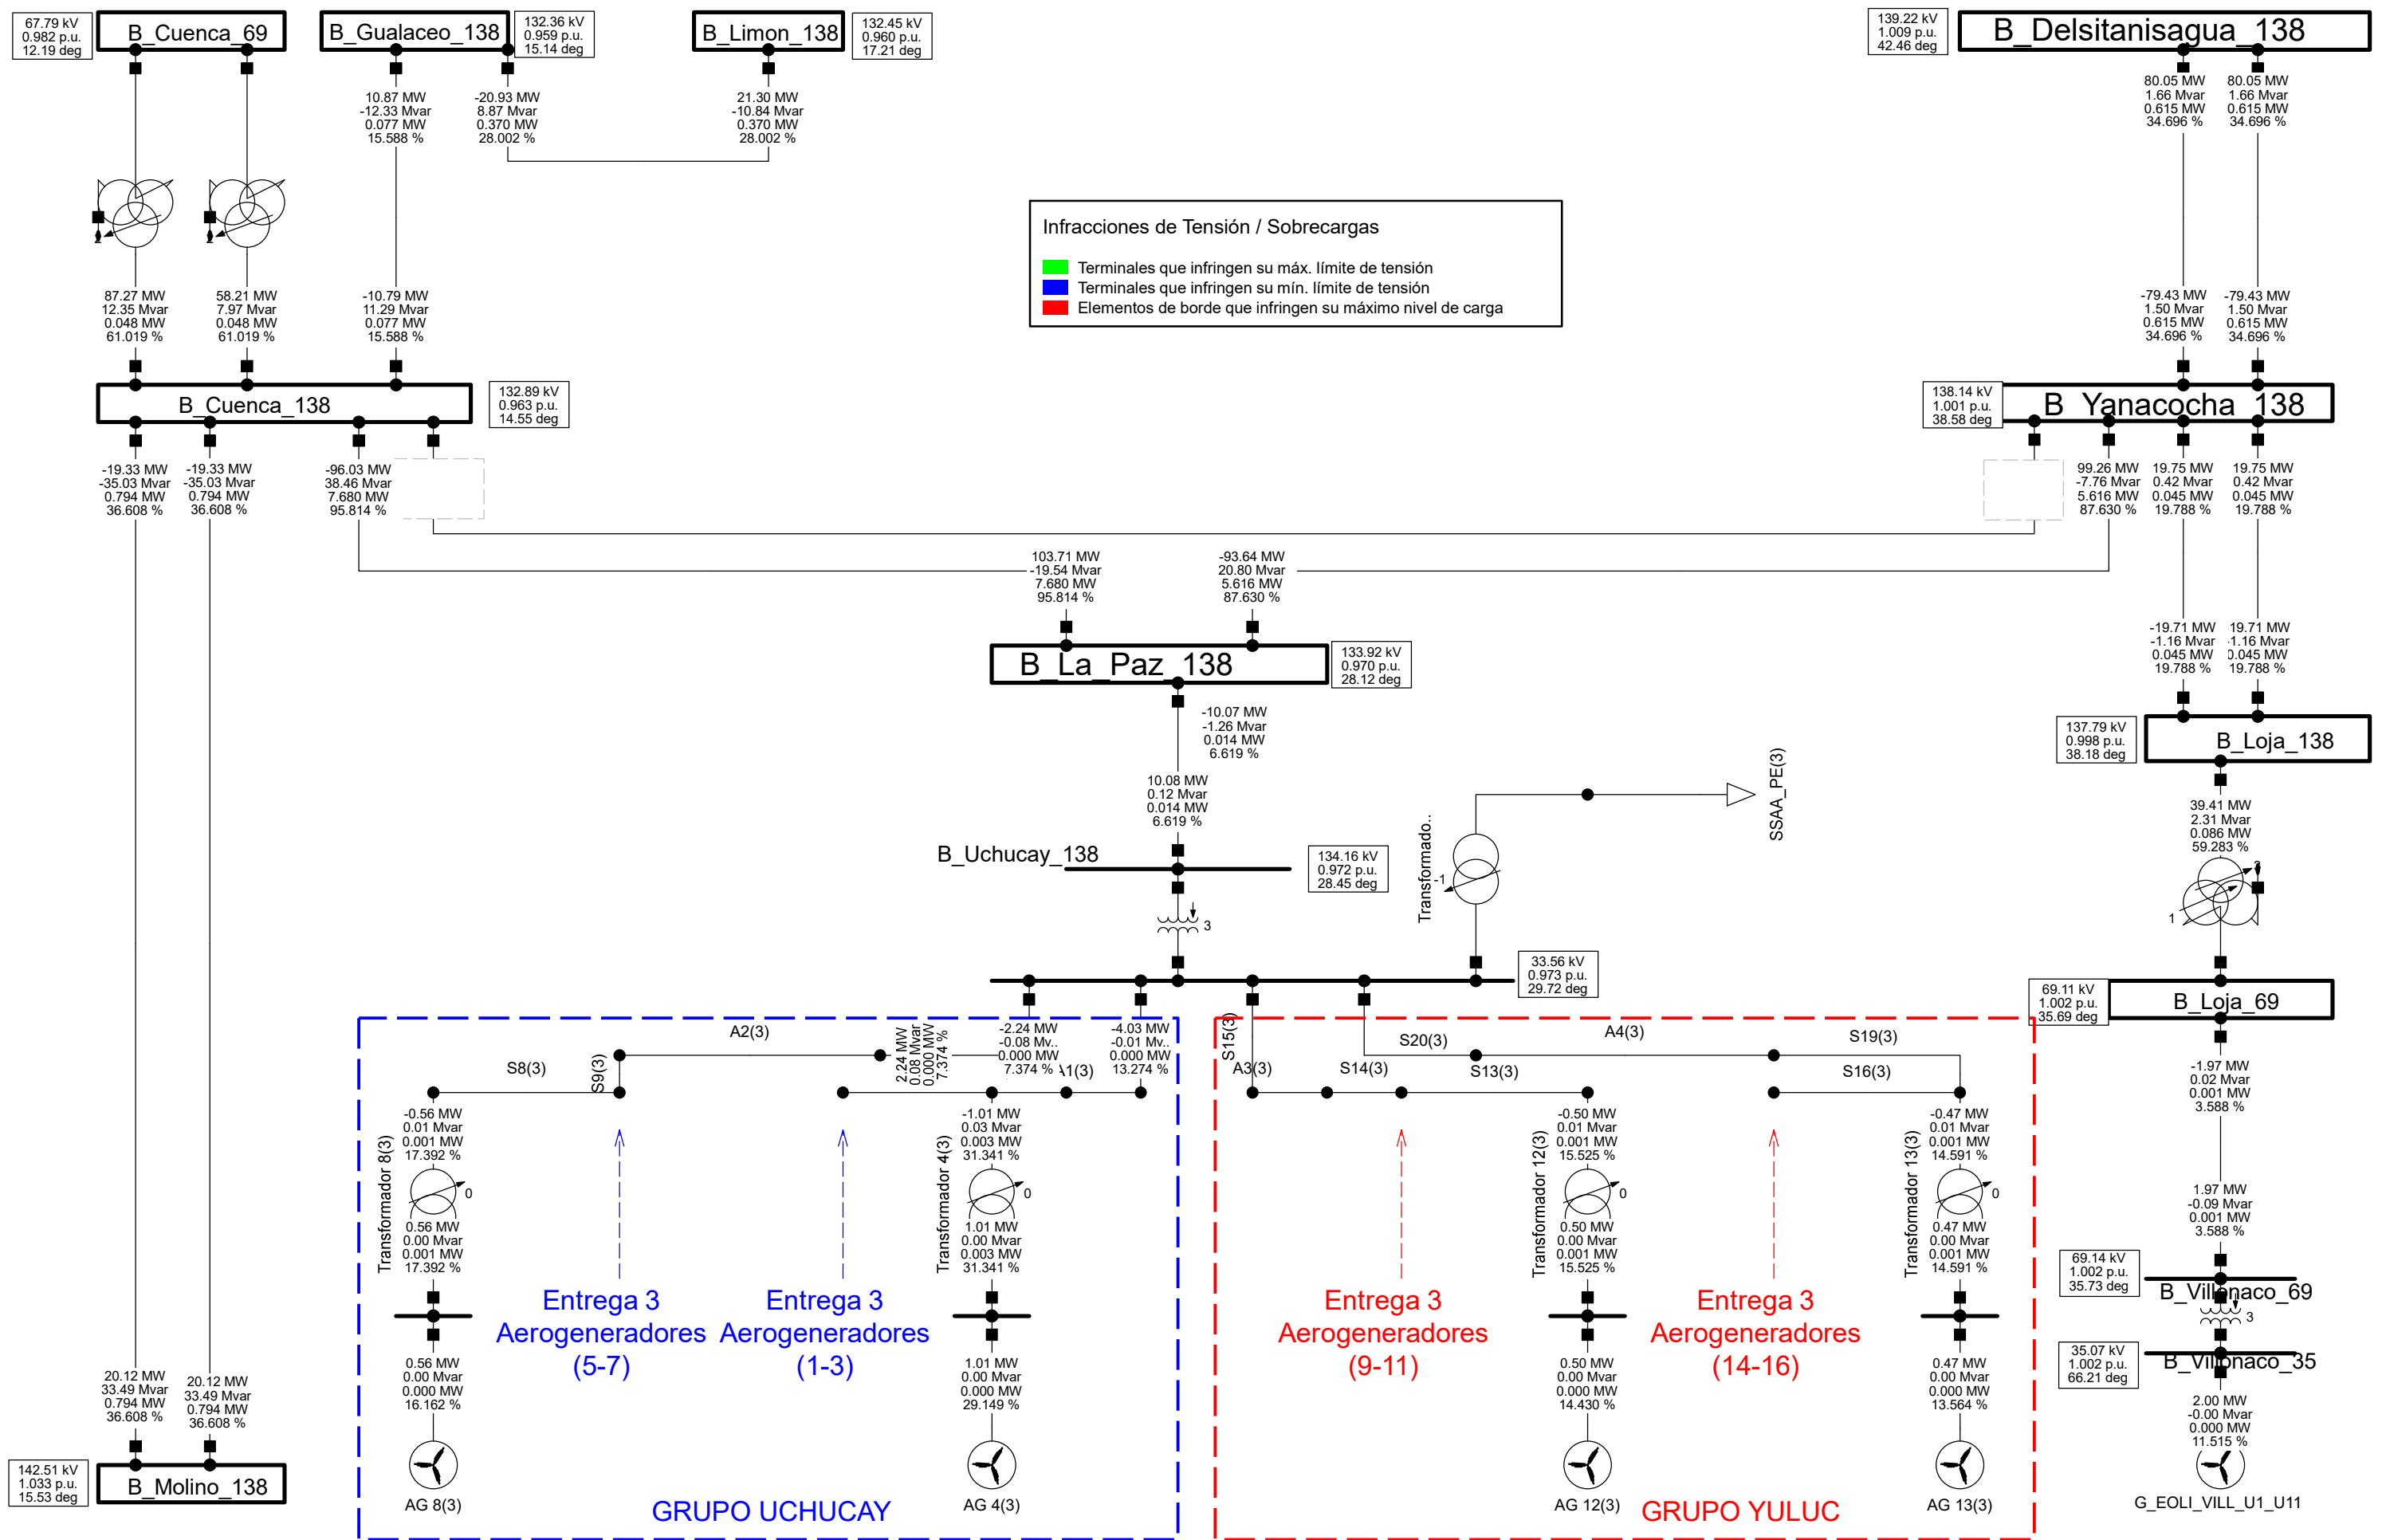 67.79 kV
0.982 p.u.
12.19 deg
B_Cuenca_69
B_Gualaceo_138
132.36 kV
0.959 p.u.
15.14 deg
B_Limon_138
132.45 kV
0.960 p.u.
17.21 deg
139.22 kV
1.009 p.u.
42.46 deg
B_Delsitanisagua_138
10.87 MW
-12.33 Mvar
0.077 MW
15.588 %
-20.93 MW
8.87 Mvar
0.370 MW
28.002 %
21.30 MW
-10.84 Mvar
0.370 MW
28.002 %
80.05 MW
1.66 Mvar
0.615 MW
34.696 %
80.05 MW
1.66 Mvar
0.615 MW
34.696 %
Infracciones de Tensión / Sobrecargas
Terminales que infringen su máx. límite de tensión
Terminales que infringen su mín. límite de tensión
Elementos de borde que infringen su máximo nivel de carga
87.27 MW
12.35 Mvar
0.048 MW
61.019 %
58.21 MW
7.97 Mvar
0.048 MW
61.019 %
-10.79 MW
11.29 Mvar
0.077 MW
15.588 %
-79.43 MW
1.50 Mvar
0.615 MW
34.696 %
-79.43 MW
1.50 Mvar
0.615 MW
34.696 %
B_Cuenca_138
132.89 kV
0.963 p.u.
14.55 deg
138.14 kV
1.001 p.u.
38.58 deg
B_Yanacocha_138
-19.33 MW
-35.03 Mvar
0.794 MW
36.608 %
-19.33 MW
-35.03 Mvar
0.794 MW
36.608 %
-96.03 MW
38.46 Mvar
7.680 MW
95.814 %
99.26 MW
-7.76 Mvar
5.616 MW
87.630 %
19.75 MW
0.42 Mvar
0.045 MW
19.788 %
19.75 MW
0.42 Mvar
0.045 MW
19.788 %
103.71 MW
-19.54 Mvar
7.680 MW
95.814 %
-93.64 MW
20.80 Mvar
5.616 MW
87.630 %
B_La_Paz_138
133.92 kV
0.970 p.u.
28.12 deg
-19.71 MW
-1.16 Mvar
0.045 MW
19.788 %
19.71 MW
1.16 Mvar
0.045 MW
19.788 %
-10.07 MW
-1.26 Mvar
0.014 MW
6.619 %
137.79 kV
0.998 p.u.
38.18 deg
B_Loja_138
10.08 MW
0.12 Mvar
0.014 MW
6.619 %
SSAA_PE(3)
39.41 MW
2.31 Mvar
0.086 MW
59.283 %
B_Uchucay_138
134.16 kV
0.972 p.u.
28.45 deg
Transformado..
-1
3
1
3
33.56 kV
0.973 p.u.
29.72 deg
69.11 kV
1.002 p.u.
35.69 deg
B_Loja_69
A2(3)
2.24 MW
0.08 Mvar
0.000 MW
7.374 %
-2.24 MW
-0.08 Mv..
0.000 MW
7.374 %
-4.03 MW
-0.01 Mv..
0.000 MW
13.274 %
S15(3)
S20(3)
A4(3)
S19(3)
S8(3)
S9(3)
1(3)
A3(3)
S14(3)
S13(3)
S16(3)
-1.97 MW
0.02 Mvar
0.001 MW
3.588 %
Transformador 8(3)
-0.56 MW
0.01 Mvar
0.001 MW
17.392 %
0
0.56 MW
0.00 Mvar
0.001 MW
17.392 %
Transformador 4(3)
-1.01 MW
0.03 Mvar
0.003 MW
31.341 %
0
1.01 MW
0.00 Mvar
0.003 MW
31.341 %
Transformador 12(3)
-0.50 MW
0.01 Mvar
0.001 MW
15.525 %
0
0.50 MW
0.00 Mvar
0.001 MW
15.525 %
Transformador 13(3)
-0.47 MW
0.01 Mvar
0.001 MW
14.591 %
0
0.47 MW
0.00 Mvar
0.001 MW
14.591 %
1.97 MW
-0.09 Mvar
0.001 MW
3.588 %
69.14 kV
1.002 p.u.
35.73 deg
B_Villonaco_69
3
Entrega 3
Aerogeneradores
(5-7)
Entrega 3
Aerogeneradores
(1-3)
Entrega 3
Aerogeneradores
(9-11)
Entrega 3
Aerogeneradores
(14-16)
35.07 kV
1.002 p.u.
66.21 deg
B_Villonaco_35
20.12 MW
33.49 Mvar
0.794 MW
36.608 %
20.12 MW
33.49 Mvar
0.794 MW
36.608 %
0.56 MW
0.00 Mvar
0.000 MW
16.162 %
1.01 MW
0.00 Mvar
0.000 MW
29.149 %
0.50 MW
0.00 Mvar
0.000 MW
14.430 %
0.47 MW
0.00 Mvar
0.000 MW
13.564 %
2.00 MW
-0.00 Mvar
0.000 MW
11.515 %
142.51 kV
1.033 p.u.
15.53 deg
B_Molino_138
AG 8(3)
GRUPO UCHUCAY
AG 4(3)
AG 12(3)
GRUPO YULUC
AG 13(3)
G_EOLI_VILL_U1_U11